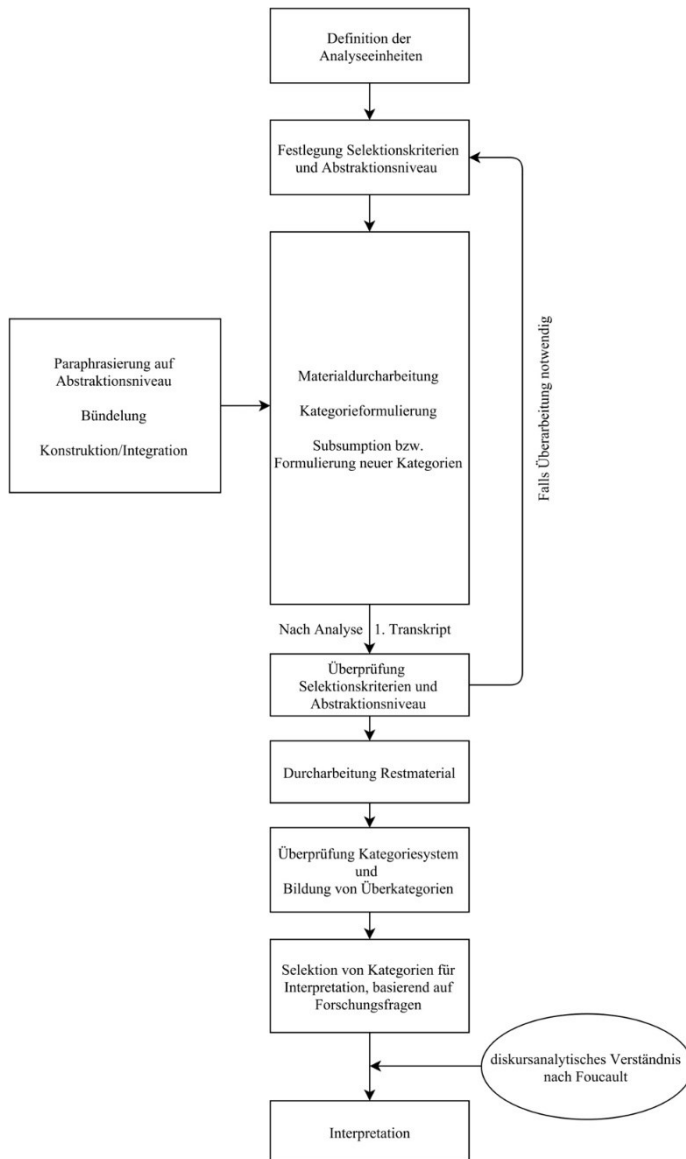 Definition der
Analyseeinheiten
Festlegung Selektionskriterien
und Abstraktionsniveau
Paraphrasierung auf
Abstraktionsniveau
Bündelung
Konstruktion/Integration
Materialdurcharbeitung
Kategorieformulierung
Subsumption bzw.
Formulierung neuer Kategorien
Falls Überarbeitung notwendig
Nach Analyse 1. Transkript
Überprüfung
Selektionskriterien und
Abstraktionsniveau
Durcharbeitung Restmaterial
Überprüfung Kategoriesystem
und
Bildung von Überkategorien
Selektion von Kategorien für
Interpretation, basierend auf
Forschungsfragen
diskursanalytisches Verständnis
nach Foucault
Interpretation